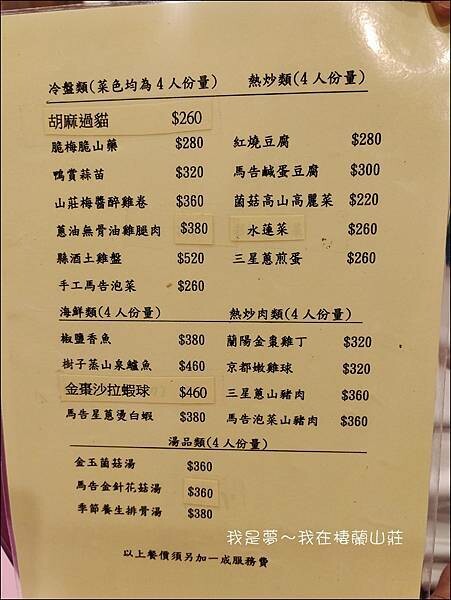 冷盤類(菜色均為4人份量)
胡麻過貓 $260
脆梅脆山藥 $280
鴨賞蒜苗 $320
山莊梅醬醉雞卷 $360
蔥油無骨油雞腿肉 $380
縣酒土雞盤 $520
手工馬告泡菜 $260
熱炒類(4人份量)
紅燒豆腐 $280
馬告鹹蛋豆腐 $300
菌菇高山高麗菜 $220
水蓮菜 $260
三星蔥煎蛋 $260
海鮮類(4人份量)
椒鹽香魚 $380
樹子蒸山泉鱸魚 $460
金棗沙拉蝦球 $460
馬告星蔥燙白蝦 $380
熱炒肉類(4人份量)
蘭陽金棗雞丁 $320
京都嫩雞球 $320
三星蔥山豬肉 $360
馬告泡菜山豬肉 $360
湯品類(4人份量)
金玉菌菇湯 $360
馬告金針花菇湯 $360
季節養生排骨湯 $380
我是夢～我在棲蘭山莊
以上餐價須另加一成服務費